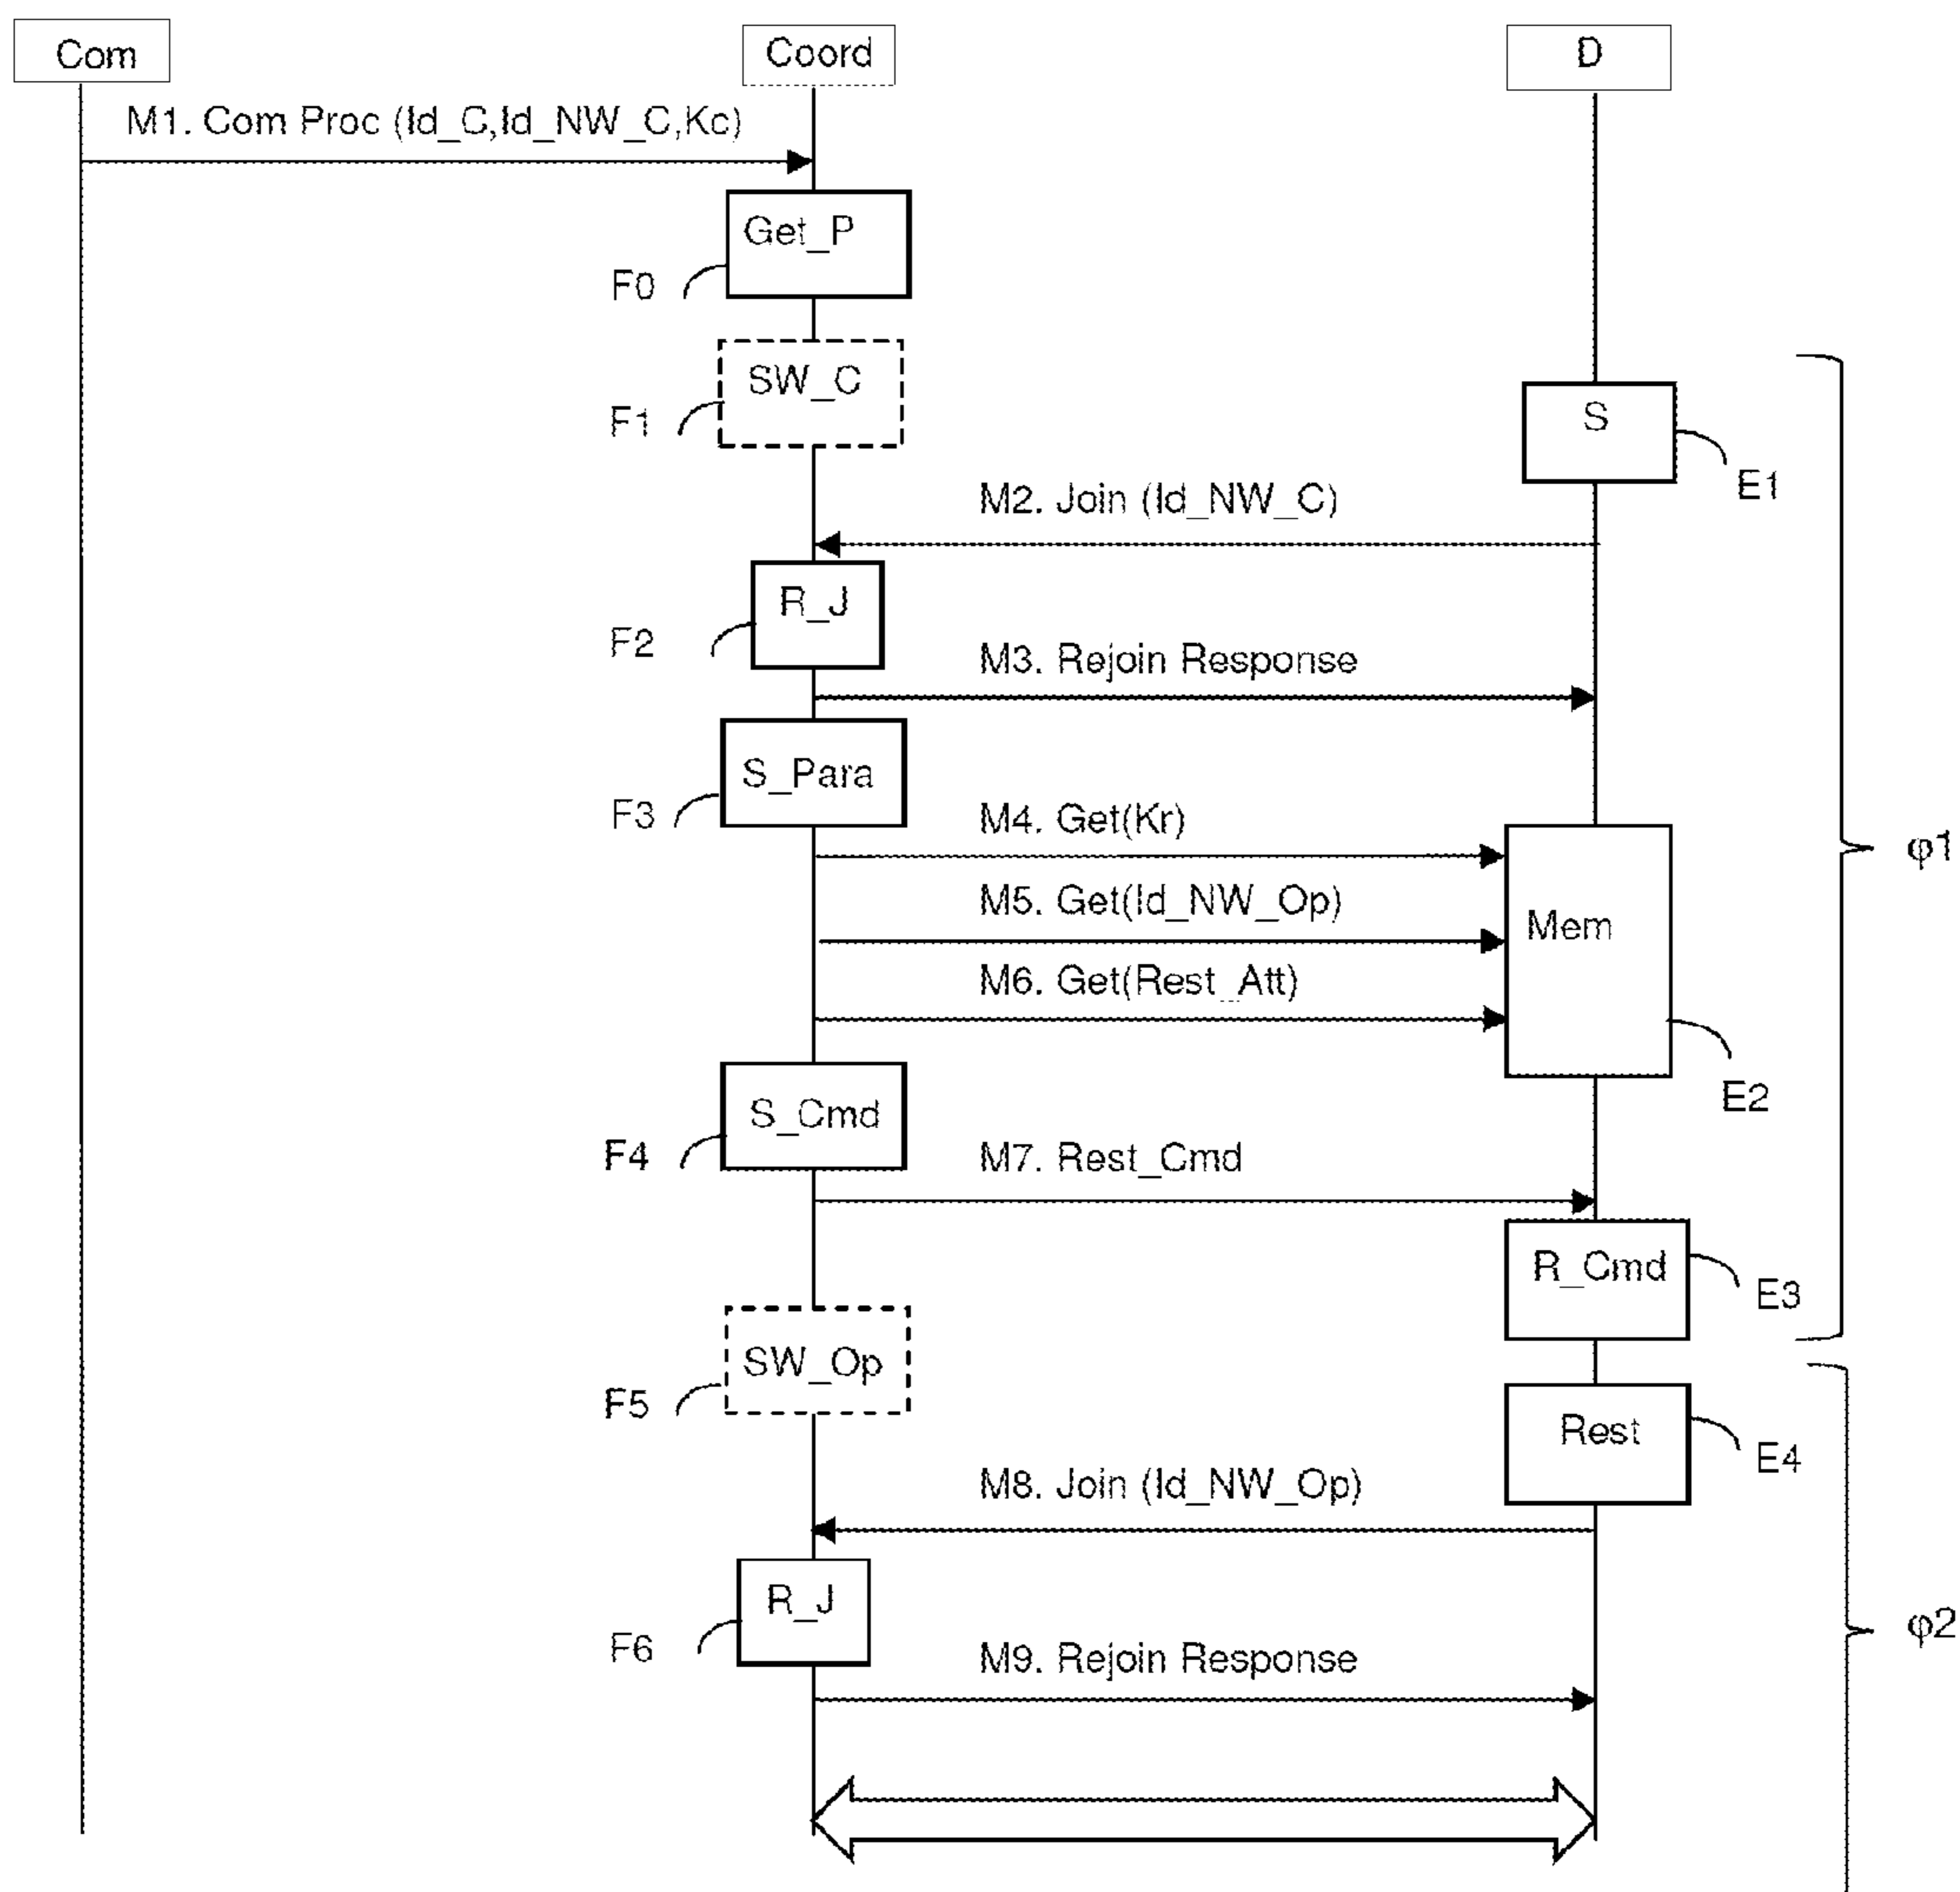 Com
Coord
D
M1. Com Proc (Id_C,Id_NW_C,Kc)
Get_P
F0
SW_C
F1
S
E1
M2. Join (Id_NW_C)
R_J
F2
M3. Rejoin Response
S_Para
F3
M4. Get(Kr)
φ1
M5. Get(Id_NW_Op)
Mem
M6. Get(Rest_Att)
E2
S_Cmd
F4
M7. Rest_Cmd
R_Cmd
E3
SW_Op
F5
Rest
E4
M8. Join (Id_NW_Op)
R_J
F6
φ2
M9. Rejoin Response